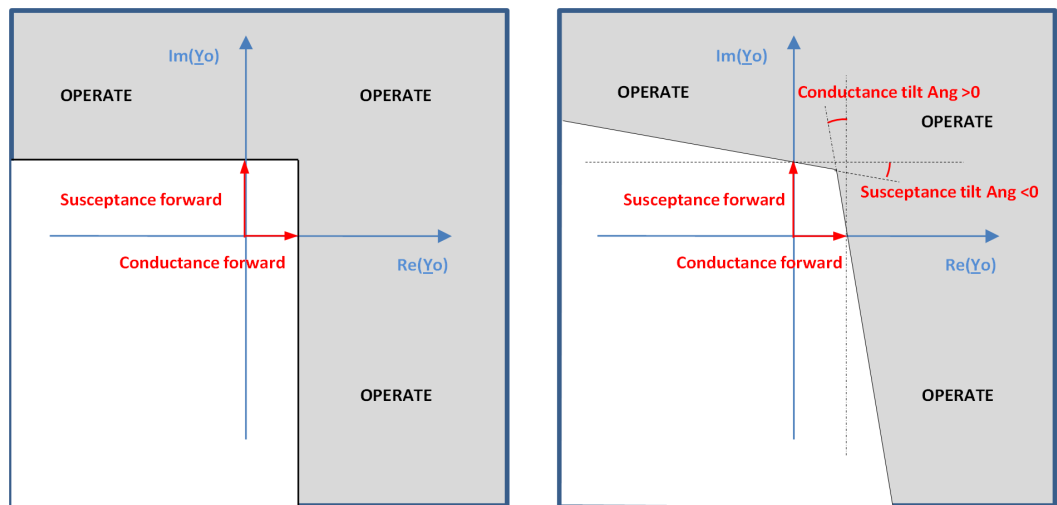 Im(Yo)
OPERATE
OPERATE
Susceptance forward
Conductance forward
Re(Yo)
OPERATE
Im(Yo)
OPERATE
Conductance tilt Ang >0
OPERATE
Susceptance tilt Ang <0
Susceptance forward
Conductance forward
Re(Yo)
OPERATE